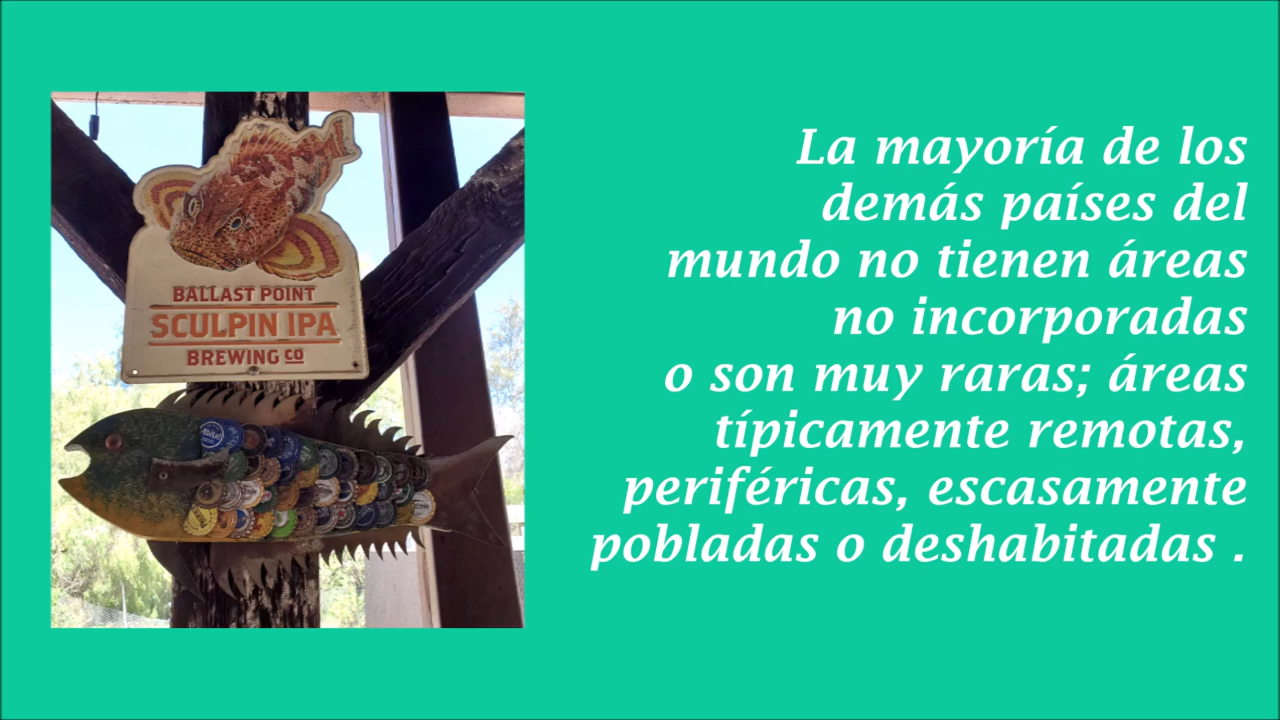 BALLAST POINT
SCULPIN IPA
BREWING CO
Abita
La mayoría de los
demás países del
mundo no tienen áreas
no incorporadas
o son muy raras; áreas
típicamente remotas,
periféricas, escasamente
pobladas o deshabitadas .